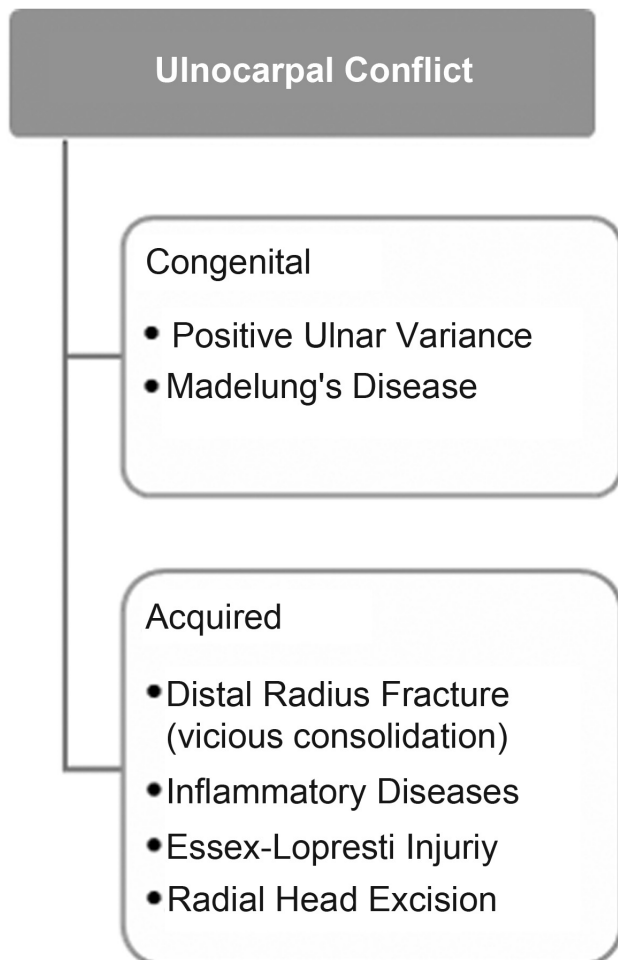 Ulnocarpal Conflict
Congenital
• Positive Ulnar Variance
• Madelung's Disease
Acquired
• Distal Radius Fracture
(vicious consolidation)
• Inflammatory Diseases
• Essex-Lopresti Injuriy
• Radial Head Excision